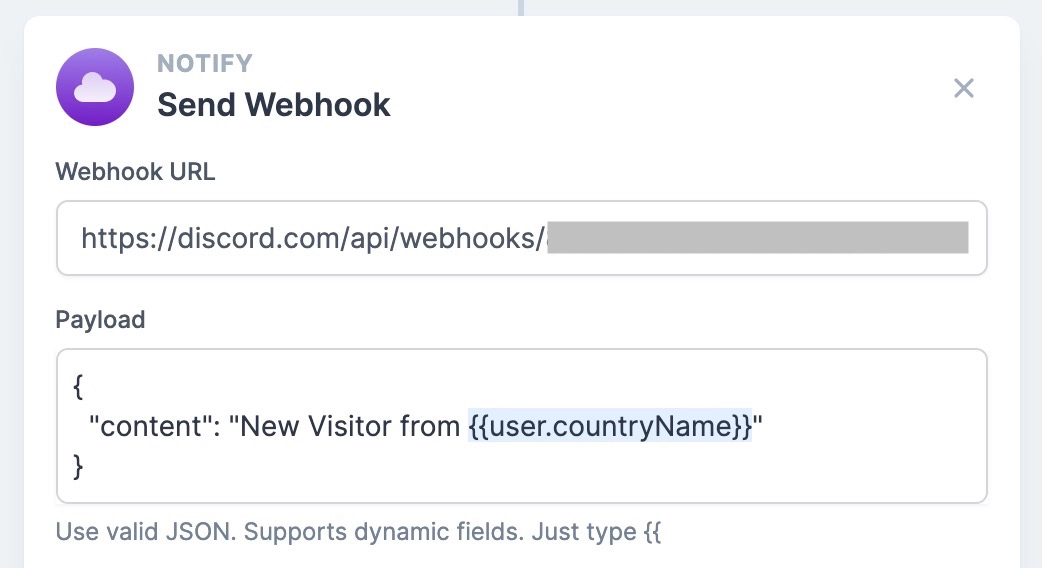 NOTIFY
Send Webhook
Webhook URL
https://discord.com/api/webhooks/
Payload
{
"content": "New Visitor from {{user.countryName}}"
}
Use valid JSON. Supports dynamic fields. Just type {{